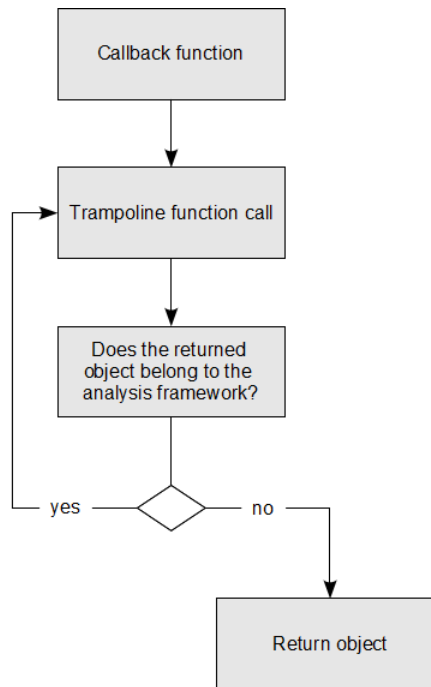 Callback function
Trampoline function call
Does the returned
object belong to the
analysis framework?
yes
no
Return object